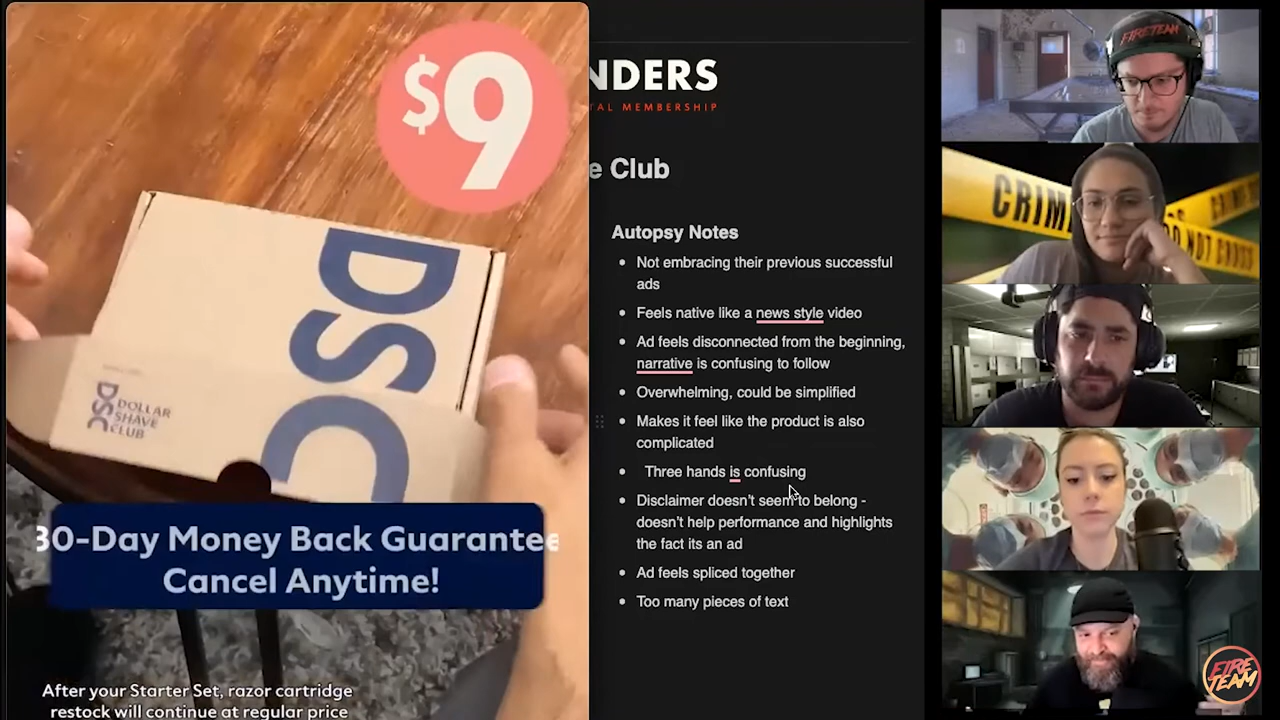 $9
DSC
DSC
DOLLAR
SHAVE
CLUB
30-Day Money Back Guarantee
Cancel Anytime!
After your Starter Set, razor cartridge
restock will continue at regular price
NDERS
TAL MEMBERSHIP
e Club
Autopsy Notes
• Not embracing their previous successful
ads
• Feels native like a news style video
• Ad feels disconnected from the beginning,
narrative is confusing to follow
• Overwhelming, could be simplified
• Makes it feel like the product is also
complicated
• Three hands is confusing
• Disclaimer doesn't seem to belong -
doesn't help performance and highlights
the fact its an ad
• Ad feels spliced together
• Too many pieces of text
FIRETEAM
CRIM
DO NOT CROSS
FIRE
TEAM